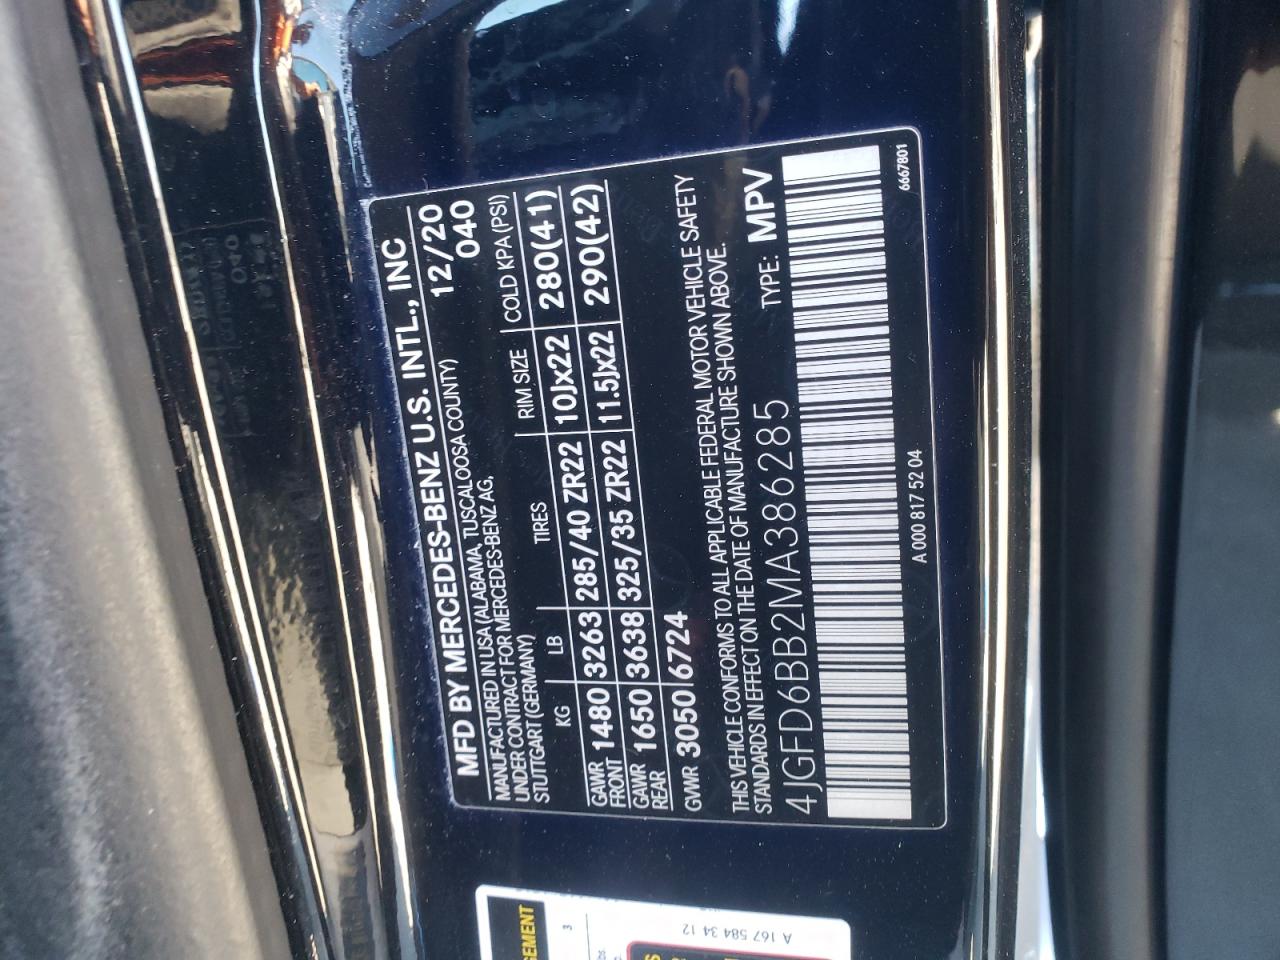 MFD BY MERCEDES-BENZ U.S. INTL., INC
MANUFACTURED IN USA (ALABAMA, TUSCALOOSA COUNTY) 12/20
UNDER CONTRACT FOR MERCEDES-BENZ AG, 040
STUTTGART (GERMANY)
KG LB TIRES RIM SIZE COLD KPA (PSI)
GAWR FRONT 1480 3263 285/40 ZR22 10Jx22 280(41)
GAWR REAR 1650 3638 325/35 ZR22 11.5Jx22 290(42)
GVWR 3050 6724
THIS VEHICLE CONFORMS TO ALL APPLICABLE FEDERAL MOTOR VEHICLE SAFETY
STANDARDS IN EFFECT ON THE DATE OF MANUFACTURE SHOWN ABOVE.
4JGFD6BB2MA386285 TYPE: MPV
A 000 817 52 04
6667801
GEMENT
3
A 167 584 34 12